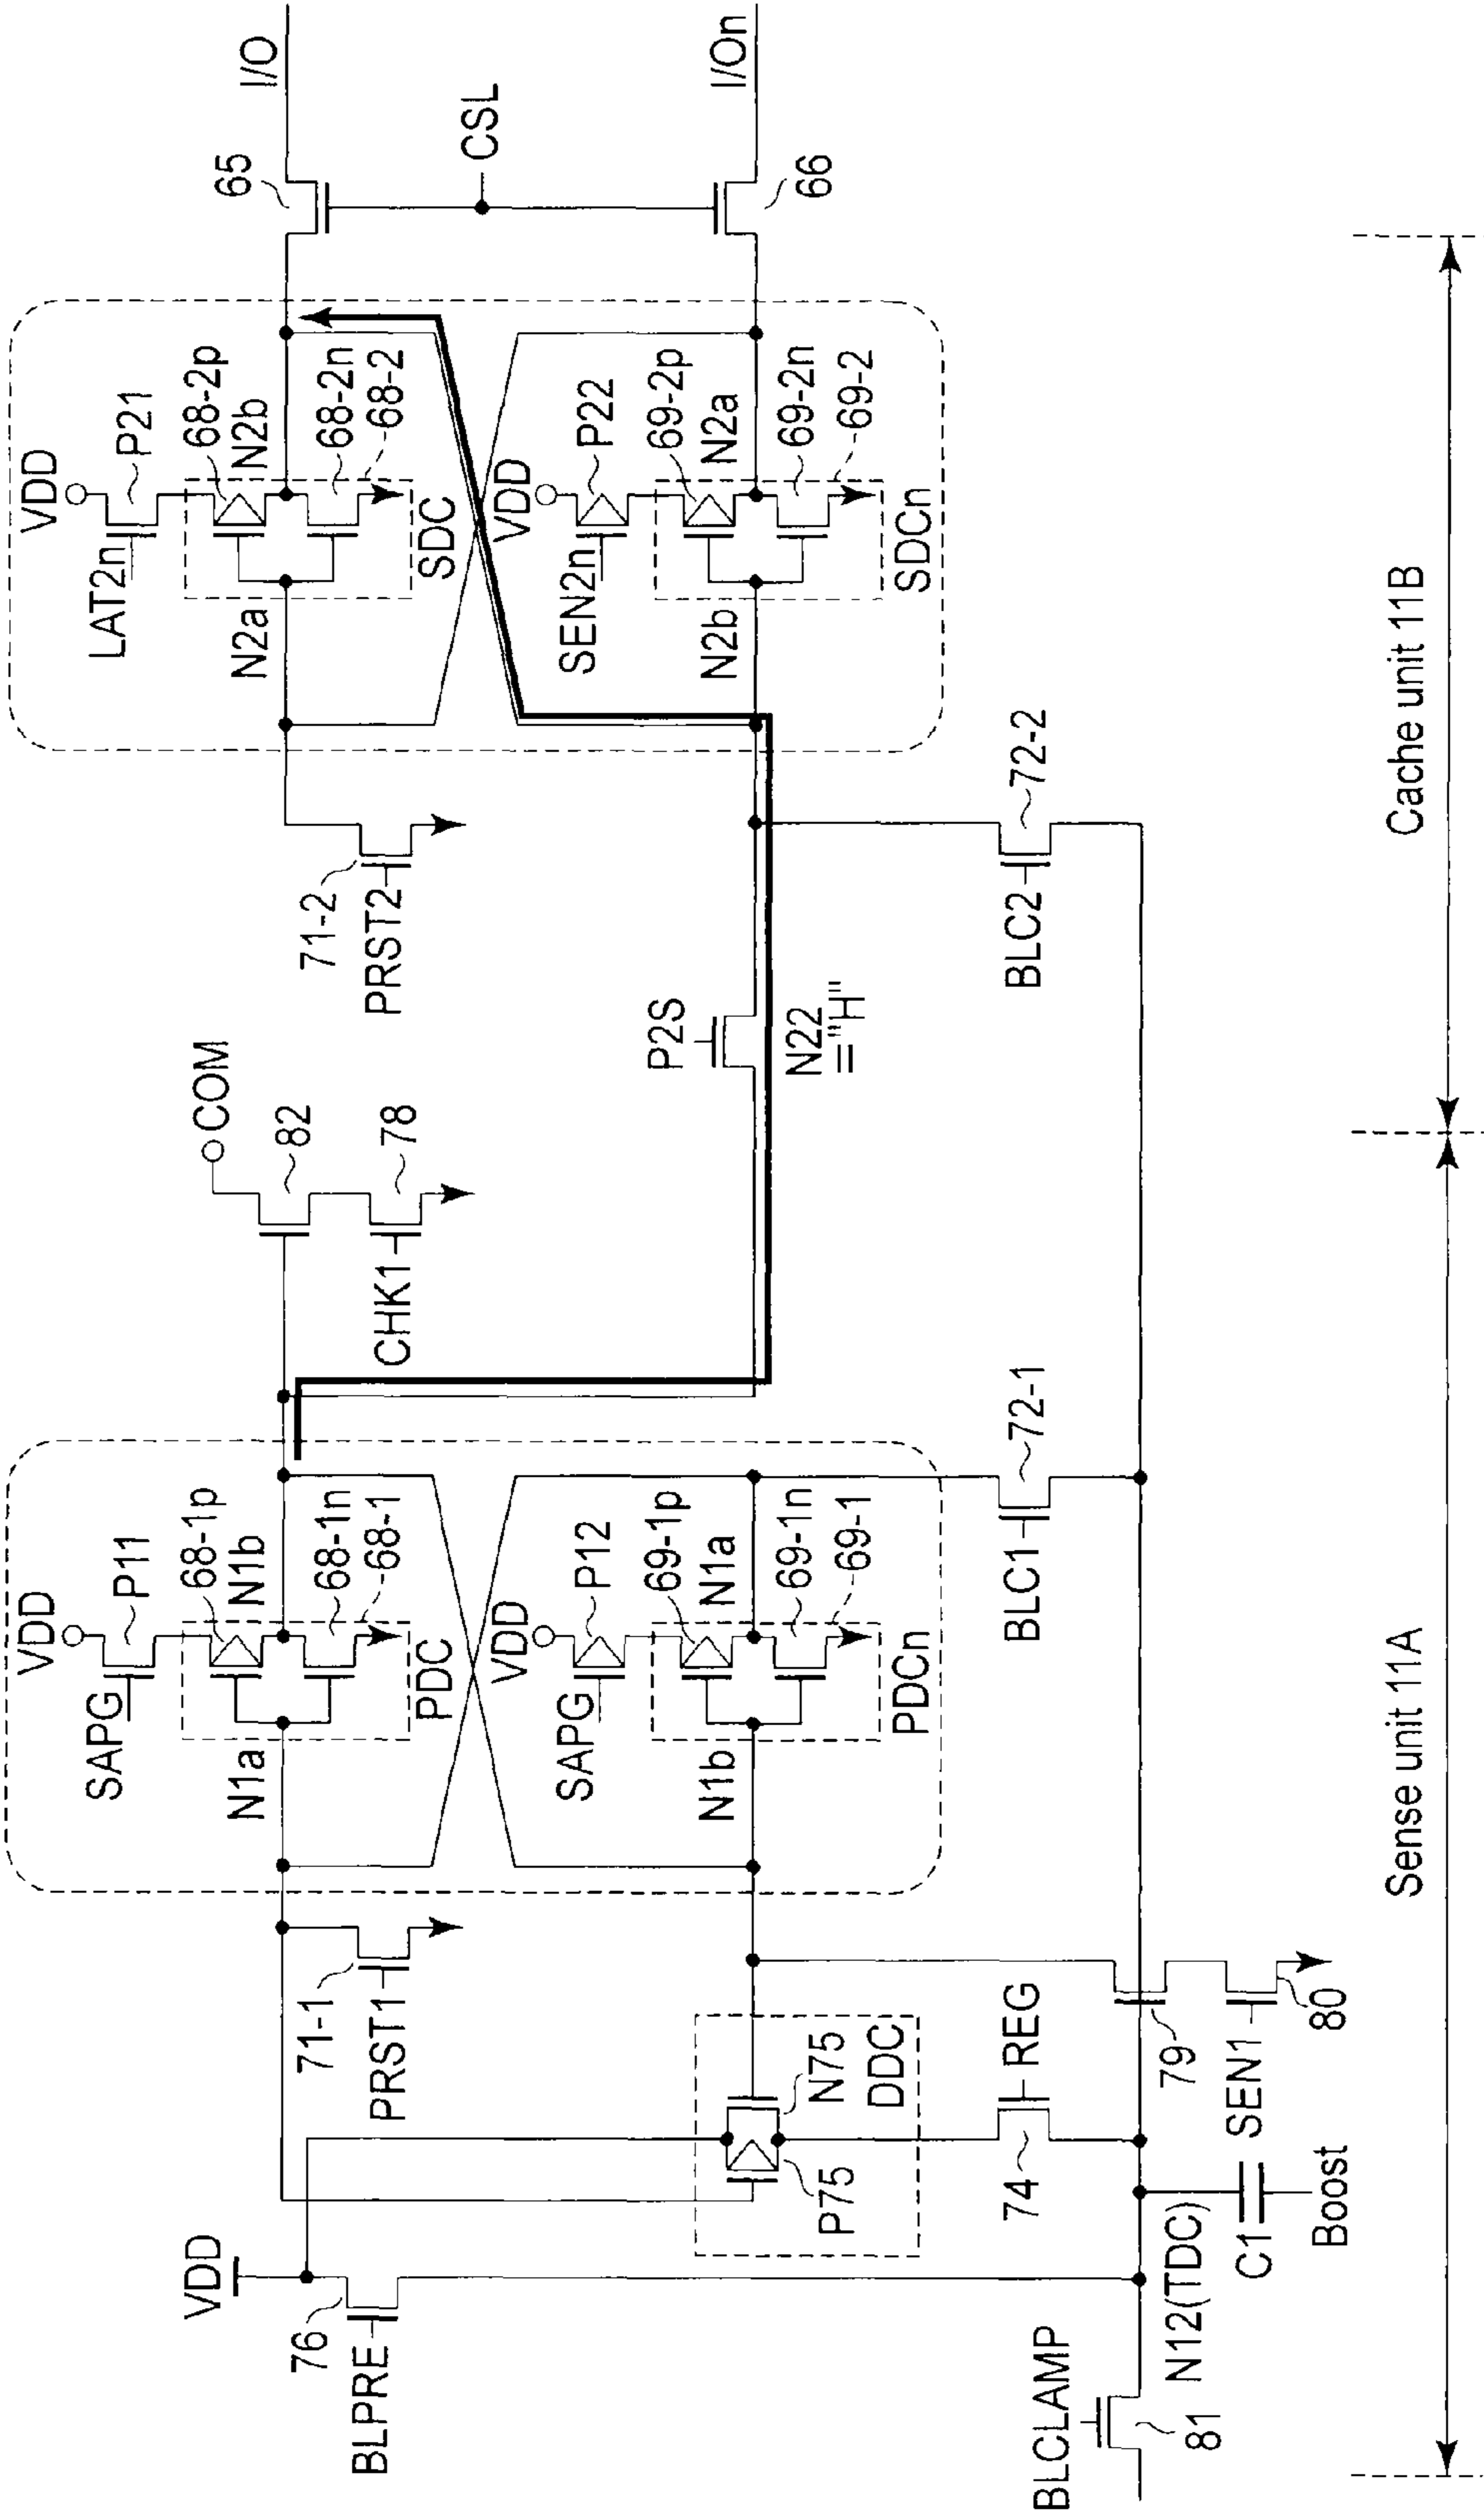 VDD
LAT2n
P21
68-2p
N2b
N2a
68-2n
68-2
SDC
VDD
SEN2n
P22
69-2p
N2a
N2b
69-2n
69-2
SDCn
65
I/O
CSL
I/On
66
71-2
PRST2
COM
82
CHK1
78
P2S
N22
="H"
BLC2
72-2
VDD
SAPG
P11
68-1p
N1b
N1a
68-1n
68-1
PDC
VDD
SAPG
P12
69-1p
N1a
N1b
69-1n
69-1
PDCn
BLC1
72-1
71-1
PRST1
VDD
76
BLPRE
P75
N75
DDC
74
REG
79
SEN1
80
BLCLAMP
81
N12(TDC)
C1
Boost
Sense unit 11A
Cache unit 11B